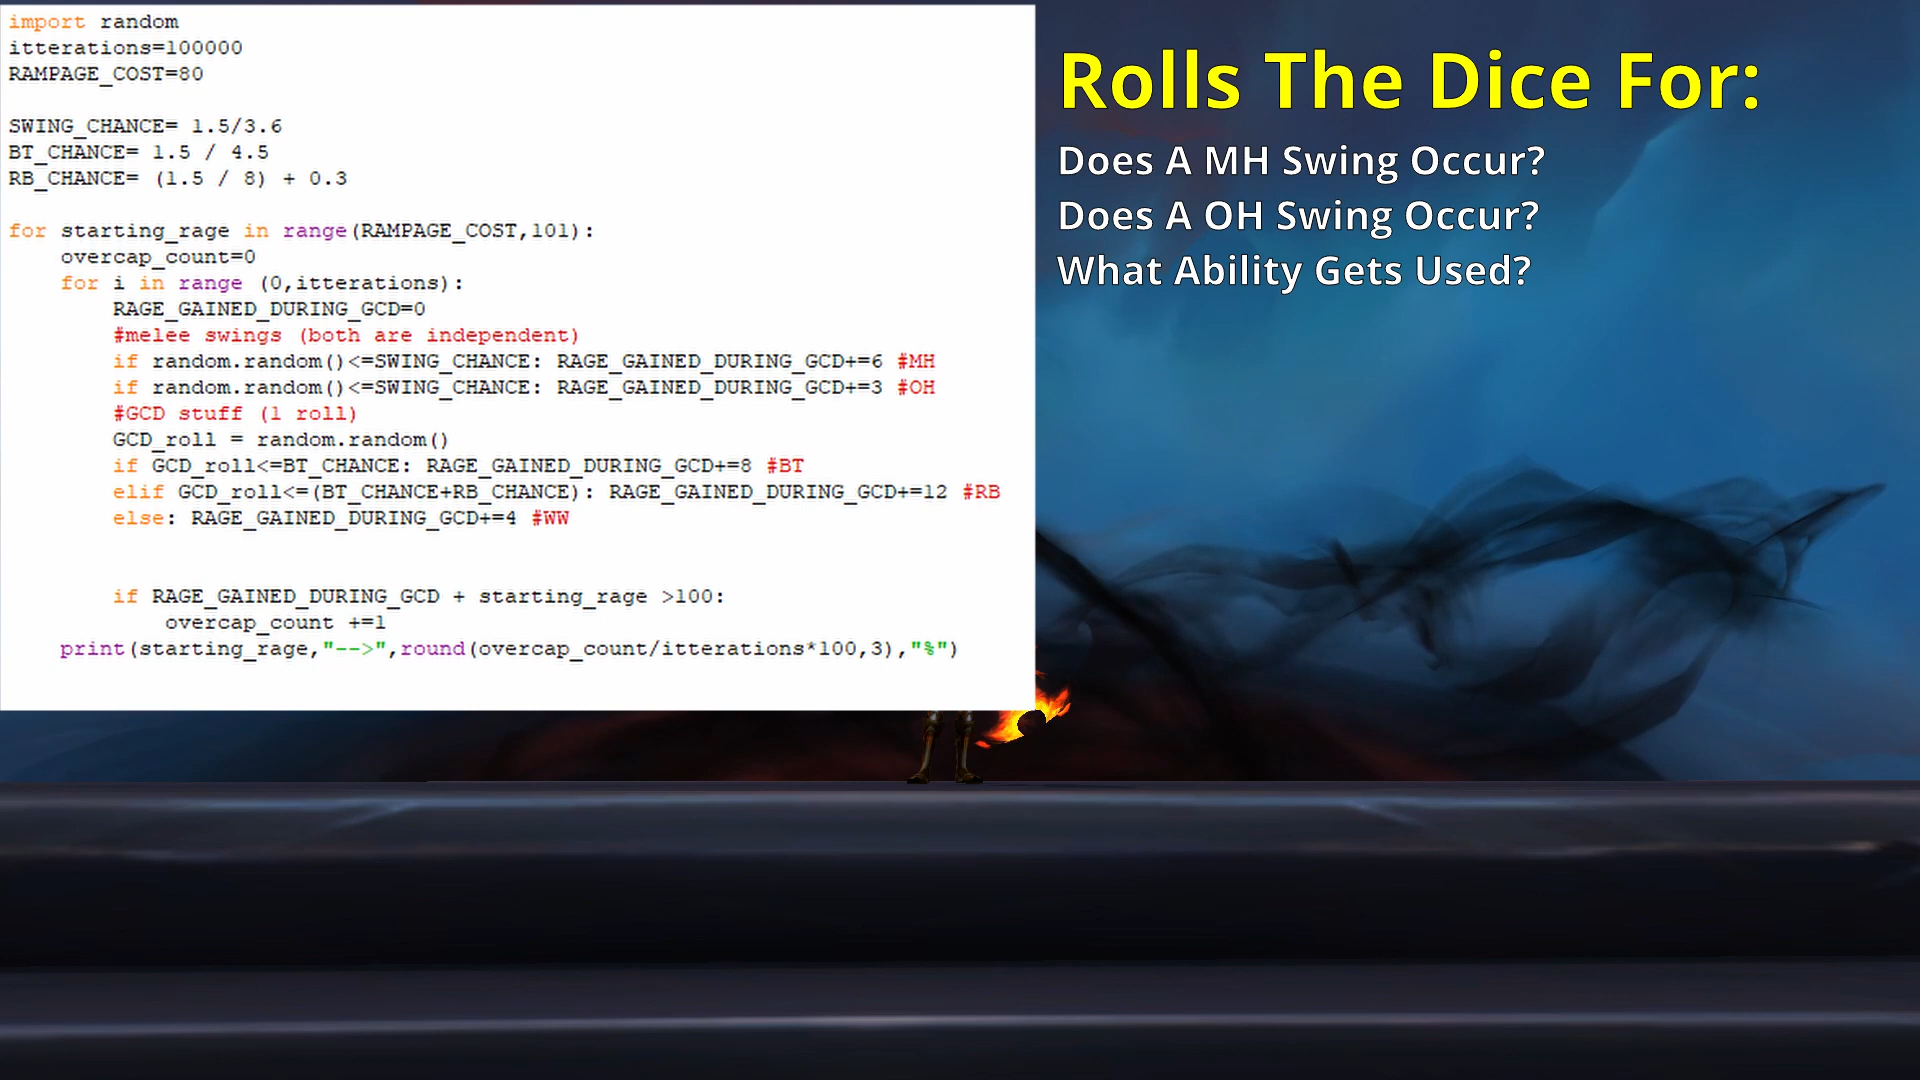 import random
itterations=100000
RAMPAGE_COST=80
SWING_CHANCE= 1.5/3.6
BT_CHANCE= 1.5 / 4.5
RB_CHANCE= (1.5 / 8) + 0.3
for starting_rage in range(RAMPAGE_COST,101):
    overcap_count=0
    for i in range (0,itterations):
        RAGE_GAINED_DURING_GCD=0
        #melee swings (both are independent)
        if random.random()<=SWING_CHANCE: RAGE_GAINED_DURING_GCD+=6 #MH
        if random.random()<=SWING_CHANCE: RAGE_GAINED_DURING_GCD+=3 #OH
        #GCD stuff (1 roll)
        GCD_roll = random.random()
        if GCD_roll<=BT_CHANCE: RAGE_GAINED_DURING_GCD+=8 #BT
        elif GCD_roll<=(BT_CHANCE+RB_CHANCE): RAGE_GAINED_DURING_GCD+=12 #RB
        else: RAGE_GAINED_DURING_GCD+=4 #WW
        if RAGE_GAINED_DURING_GCD + starting_rage >100:
            overcap_count +=1
    print(starting_rage,"-->",round(overcap_count/itterations*100,3),"%")
Rolls The Dice For:
Does A MH Swing Occur?
Does A OH Swing Occur?
What Ability Gets Used?